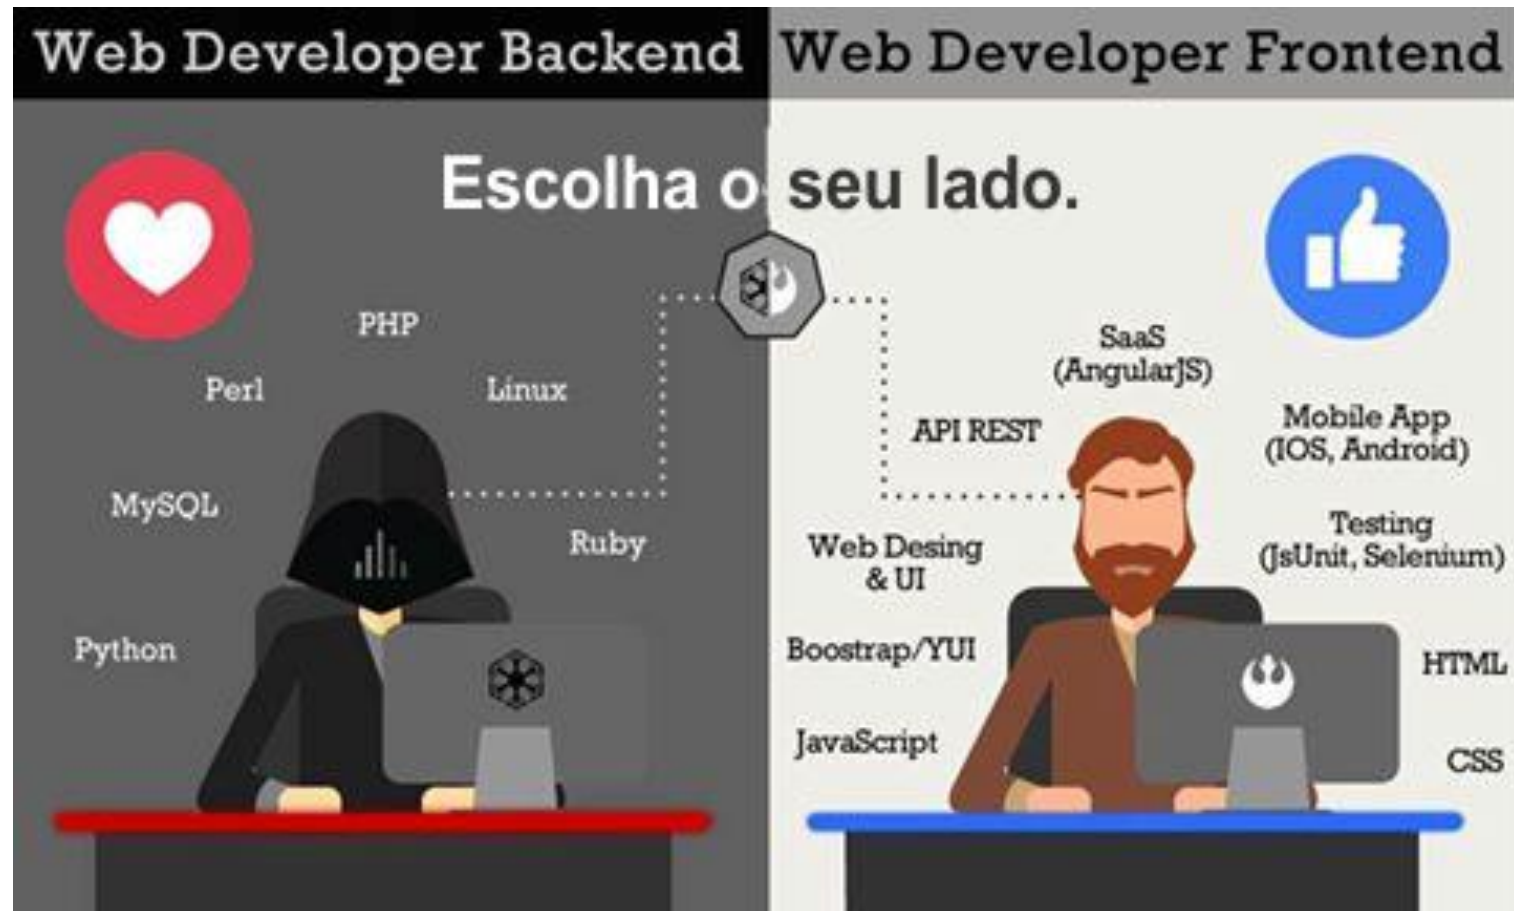 Web Developer Backend
Web Developer Frontend
Escolha o seu lado.
PHP
Perl
Linux
MySQL
Ruby
Python
SaaS
(AngularJS)
API REST
Mobile App
(IOS, Android)
Testing
(JsUnit, Selenium)
Web Desing
& UI
Boostrap/YUI
HTML
JavaScript
CSS